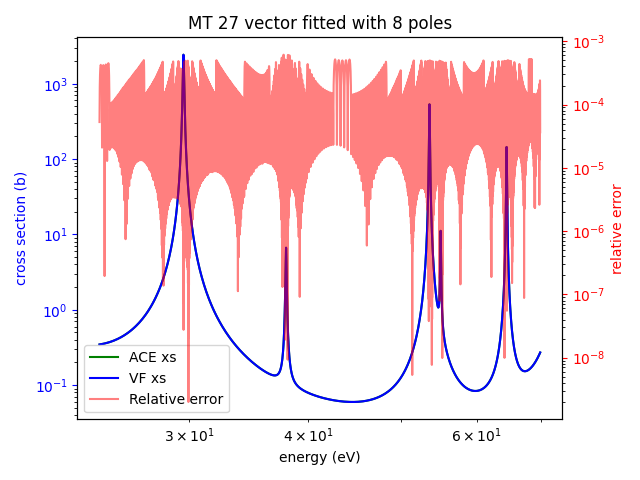 MT 27 vector fitted with 8 poles
10³
10²
10¹
10⁰
10⁻¹
cross section (b)
10⁻³
10⁻⁴
10⁻⁵
10⁻⁶
10⁻⁷
10⁻⁸
relative error
ACE xs
VF xs
Relative error
3 × 10¹
4 × 10¹
6 × 10¹
energy (eV)